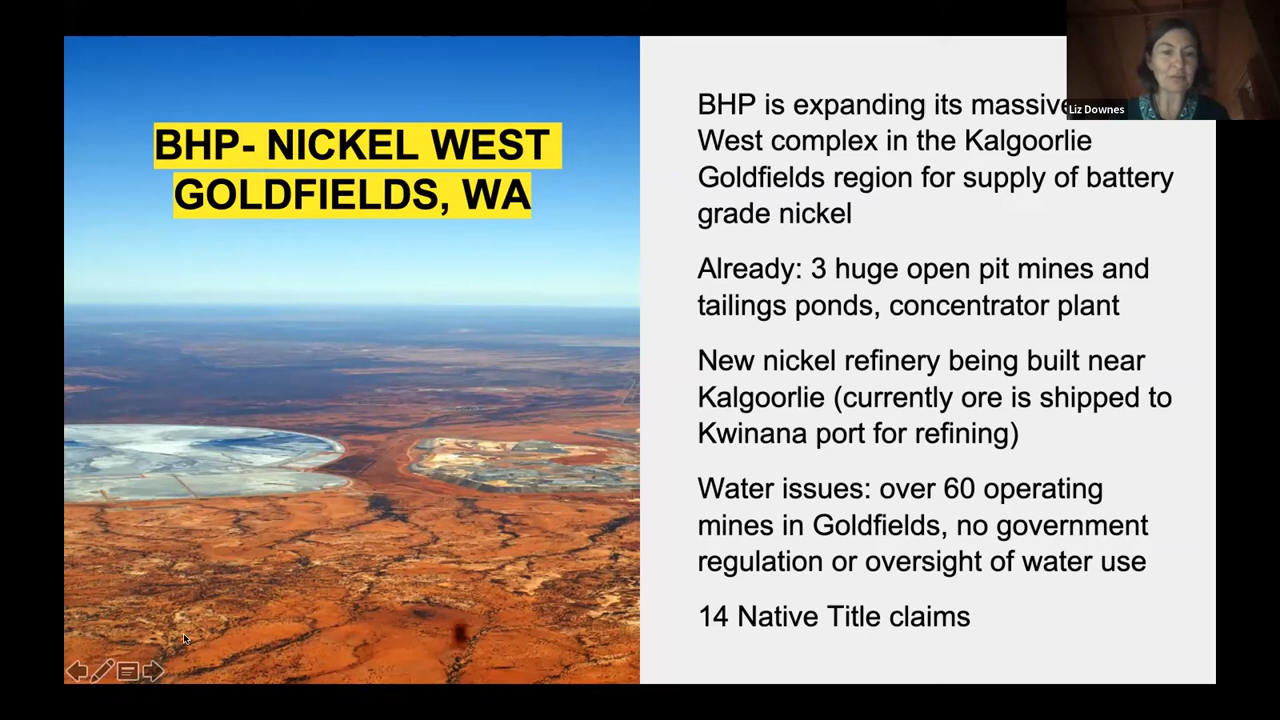 BHP- NICKEL WEST
GOLDFIELDS, WA
BHP is expanding its massive
West complex in the Kalgoorlie
Goldfields region for supply of battery
grade nickel
Already: 3 huge open pit mines and
tailings ponds, concentrator plant
New nickel refinery being built near
Kalgoorlie (currently ore is shipped to
Kwinana port for refining)
Water issues: over 60 operating
mines in Goldfields, no government
regulation or oversight of water use
14 Native Title claims
Liz Downes